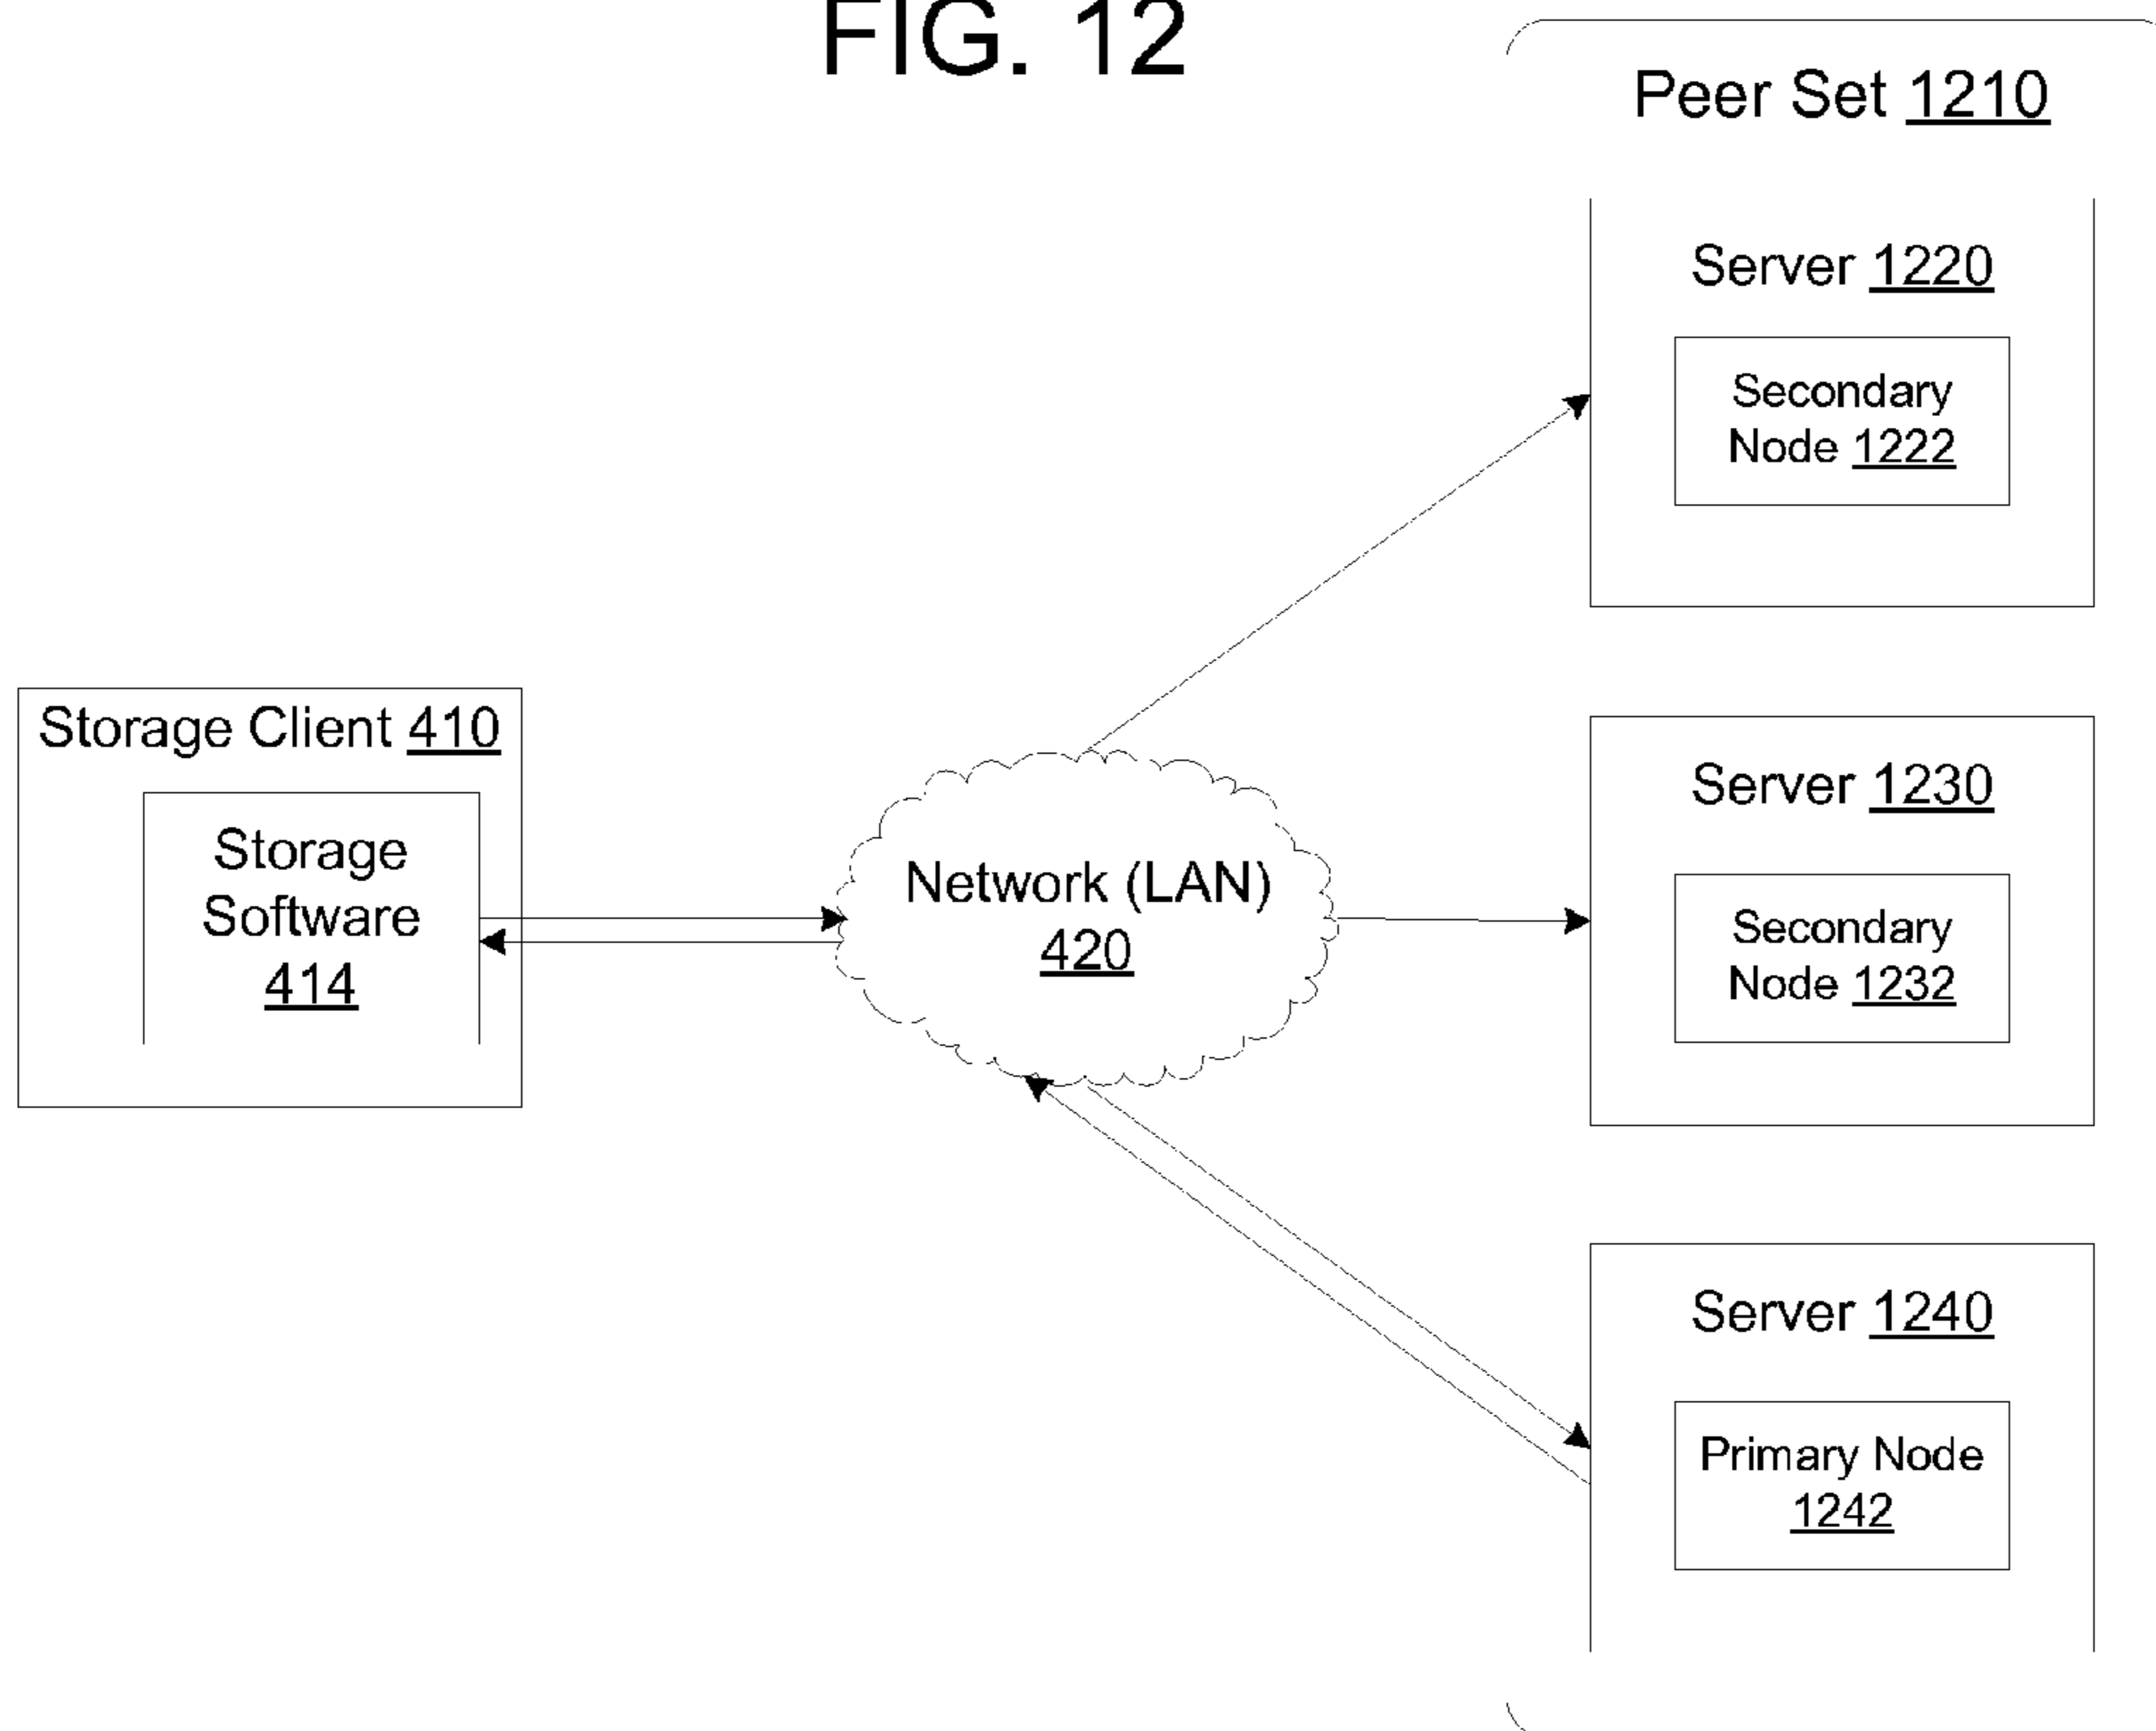 FIG. 12
Peer Set 1210
Server 1220
Secondary
Node 1222
Storage Client 410
Storage
Software
414
Network (LAN)
420
Server 1230
Secondary
Node 1232
Server 1240
Primary Node
1242